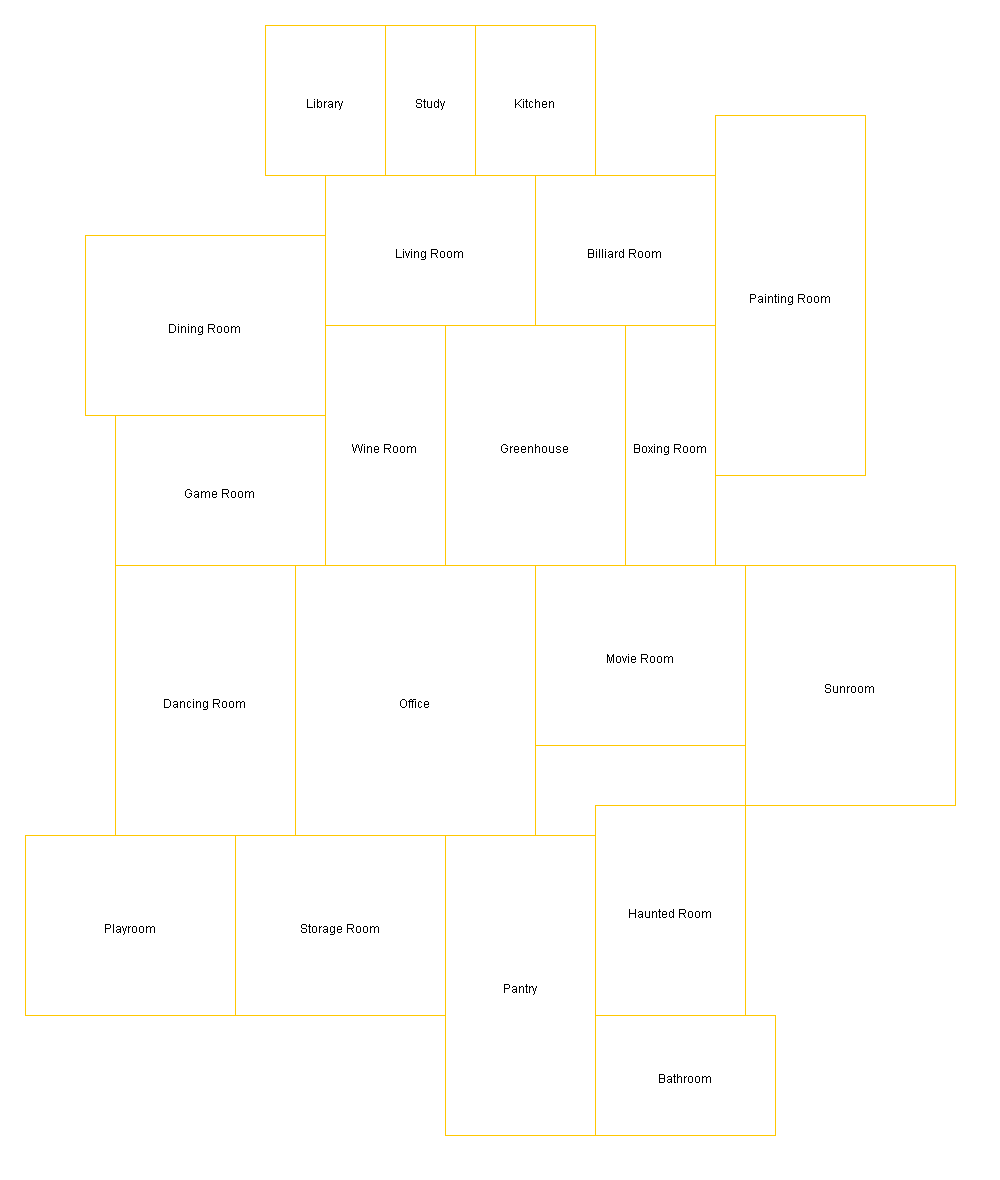 Library
Study
Kitchen
Living Room
Billiard Room
Painting Room
Dining Room
Wine Room
Greenhouse
Boxing Room
Game Room
Movie Room
Sunroom
Dancing Room
Office
Haunted Room
Playroom
Storage Room
Pantry
Bathroom